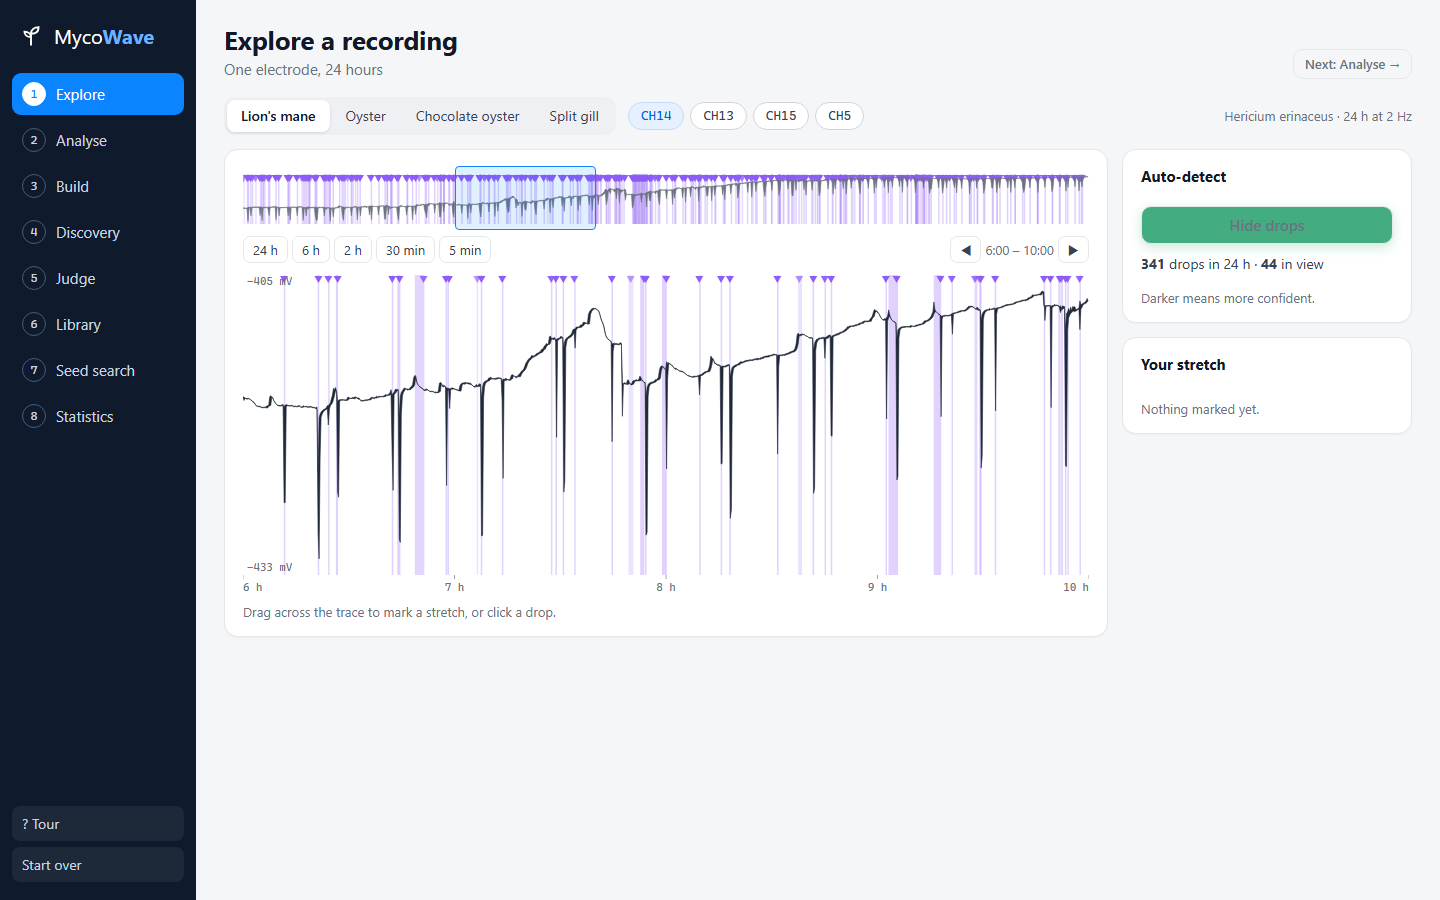 MycoWave
1 Explore
2 Analyse
3 Build
4 Discovery
5 Judge
6 Library
7 Seed search
8 Statistics
? Tour
Start over
Explore a recording
One electrode, 24 hours
Next: Analyse →
Lion's mane Oyster Chocolate oyster Split gill CH14 CH13 CH15 CH5
Hericium erinaceus · 24 h at 2 Hz
24 h 6 h 2 h 30 min 5 min
◀ 6:00 – 10:00 ▶
−405 mV
−433 mV
6 h 7 h 8 h 9 h 10 h
Drag across the trace to mark a stretch, or click a drop.
Auto-detect
Hide drops
341 drops in 24 h · 44 in view
Darker means more confident.
Your stretch
Nothing marked yet.